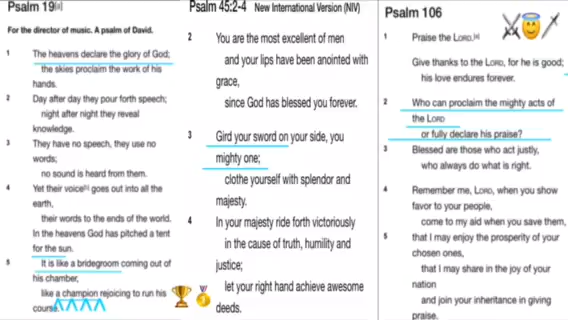 Psalm 19[a]
For the director of music. A psalm of David.
1 The heavens declare the glory of God;
the skies proclaim the work of his
hands.
2 Day after day they pour forth speech;
night after night they reveal
knowledge.
3 They have no speech, they use no
words;
no sound is heard from them.
4 Yet their voice[b] goes out into all the
earth,
their words to the ends of the world.
In the heavens God has pitched a tent
for the sun.
5 It is like a bridegroom coming out of
his chamber,
like a champion rejoicing to run his
course.
Psalm 45:2-4 New International Version (NIV)
2 You are the most excellent of men
and your lips have been anointed with
grace,
since God has blessed you forever.
3 Gird your sword on your side, you
mighty one;
clothe yourself with splendor and
majesty.
4 In your majesty ride forth victoriously
in the cause of truth, humility and
justice;
let your right hand achieve awesome
deeds.
Psalm 106
1 Praise the LORD.[a]
Give thanks to the LORD, for he is good;
his love endures forever.
2 Who can proclaim the mighty acts of
the LORD
or fully declare his praise?
3 Blessed are those who act justly,
who always do what is right.
4 Remember me, LORD, when you show
favor to your people,
come to my aid when you save them,
5 that I may enjoy the prosperity of your
chosen ones,
that I may share in the joy of your
nation
and join your inheritance in giving
praise.